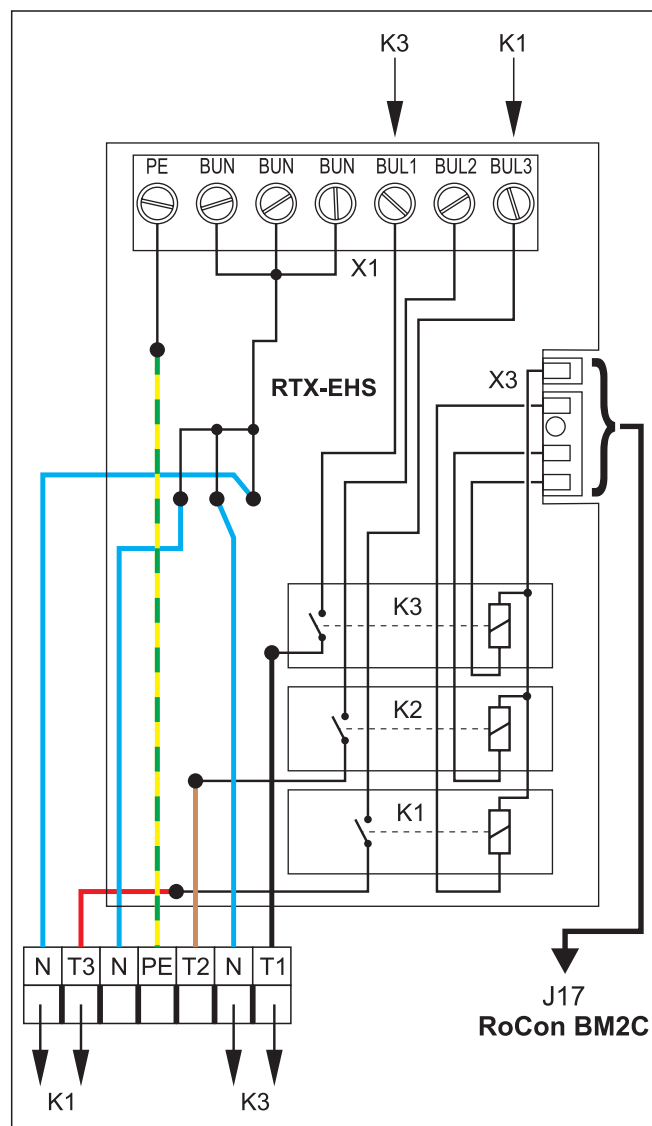 K3 K1
PE BUN BUN BUN BUL1 BUL2 BUL3
X1
X3
RTX-EHS
K3
K2
K1
N T3 N PE T2 N T1
J17
RoCon BM2C
K1 K3